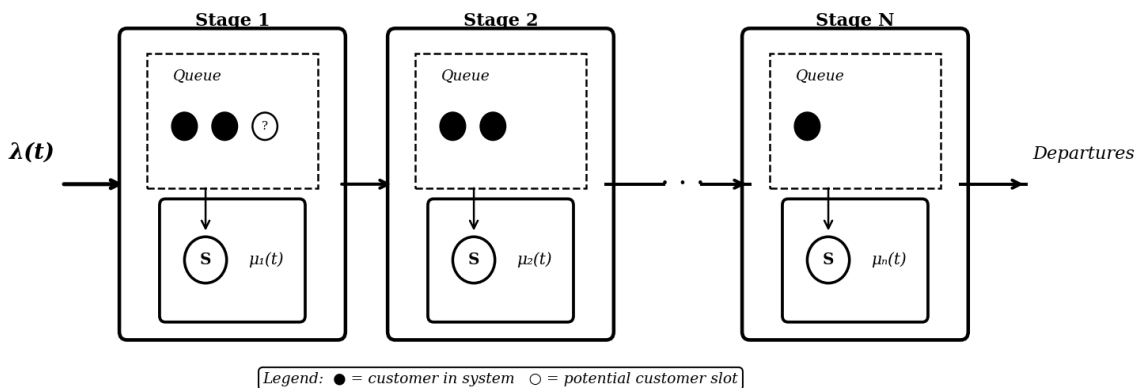 Stage 1
Stage 2
Stage N
Queue
Queue
Queue
?
λ(t)
Departures
· · ·
S
μ₁(t)
S
μ₂(t)
S
μₙ(t)
Legend: ● = customer in system ○ = potential customer slot